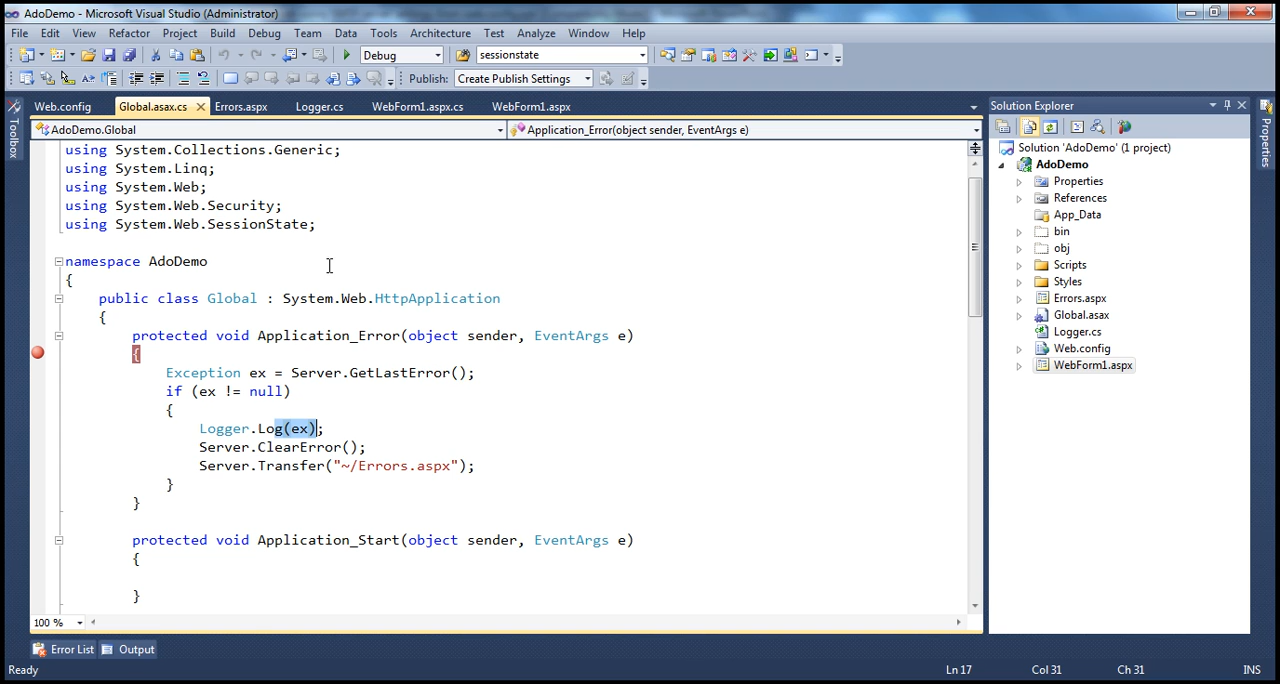 AdoDemo - Microsoft Visual Studio (Administrator)
File Edit View Refactor Project Build Debug Team Data Tools Architecture Test Analyze Window Help
Debug sessionstate
Publish: Create Publish Settings
Web.config Global.asax.cs Errors.aspx Logger.cs WebForm1.aspx.cs WebForm1.aspx
AdoDemo.Global Application_Error(object sender, EventArgs e)
Toolbox
using System.Collections.Generic;
using System.Linq;
using System.Web;
using System.Web.Security;
using System.Web.SessionState;
namespace AdoDemo
{
public class Global : System.Web.HttpApplication
{
protected void Application_Error(object sender, EventArgs e)
{
Exception ex = Server.GetLastError();
if (ex != null)
{
Logger.Log(ex);
Server.ClearError();
Server.Transfer("~/Errors.aspx");
}
}
protected void Application_Start(object sender, EventArgs e)
{
}
100 %
Solution Explorer
Solution 'AdoDemo' (1 project)
AdoDemo
Properties
References
App_Data
bin
obj
Scripts
Styles
Errors.aspx
Global.asax
Logger.cs
Web.config
WebForm1.aspx
Properties
Error List Output
Ready Ln 17 Col 31 Ch 31 INS